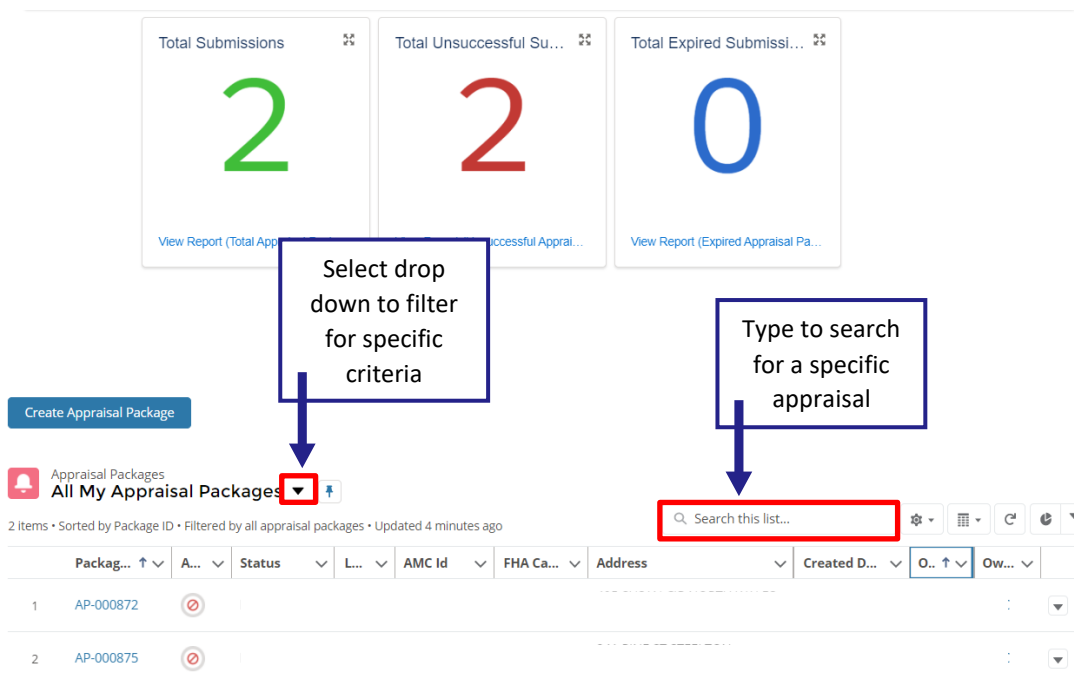 Total Submissions
Total Unsuccessful Su...
Total Expired Submissi...
2
2
0
View Report (Total
View Report (Expired Appraisal Pa...
Select drop
down to filter
for specific
criteria
Type to search
for a specific
appraisal
Create Appraisal Package
Appraisal Packages
All My Appraisal Packages
2 items • Sorted by Package ID • Filtered by all appraisal packages • Updated 4 minutes ago
Search this list...
Packag... A... Status L... AMC Id FHA Ca... Address Created D... O.. Ow...
1 AP-000872
2 AP-000875